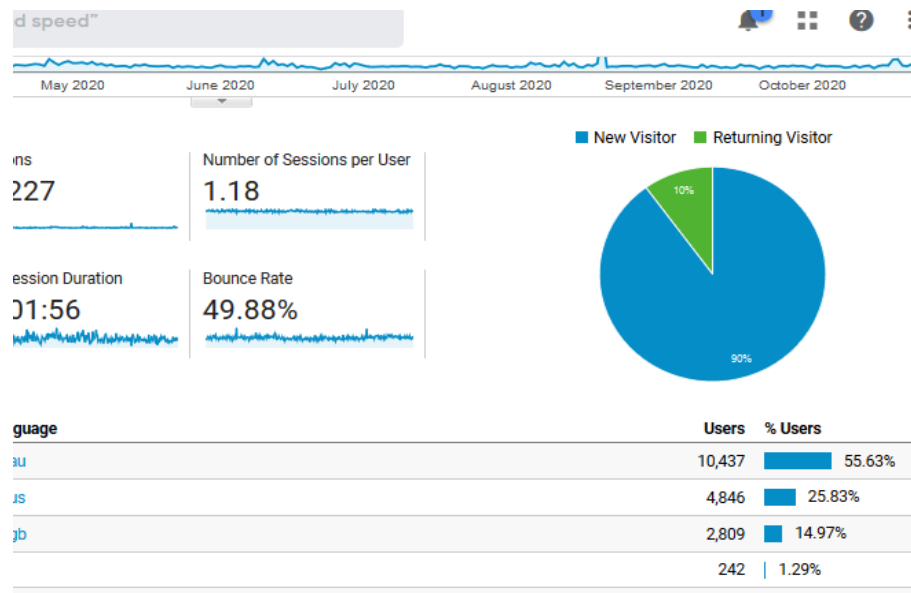 d speed”
1
May 2020 June 2020 July 2020 August 2020 September 2020 October 2020
New Visitor Returning Visitor
ons Number of Sessions per User
227 1.18
10%
ession Duration Bounce Rate
01:56 49.88%
90%
guage Users % Users
au 10,437 55.63%
us 4,846 25.83%
gb 2,809 14.97%
242 1.29%